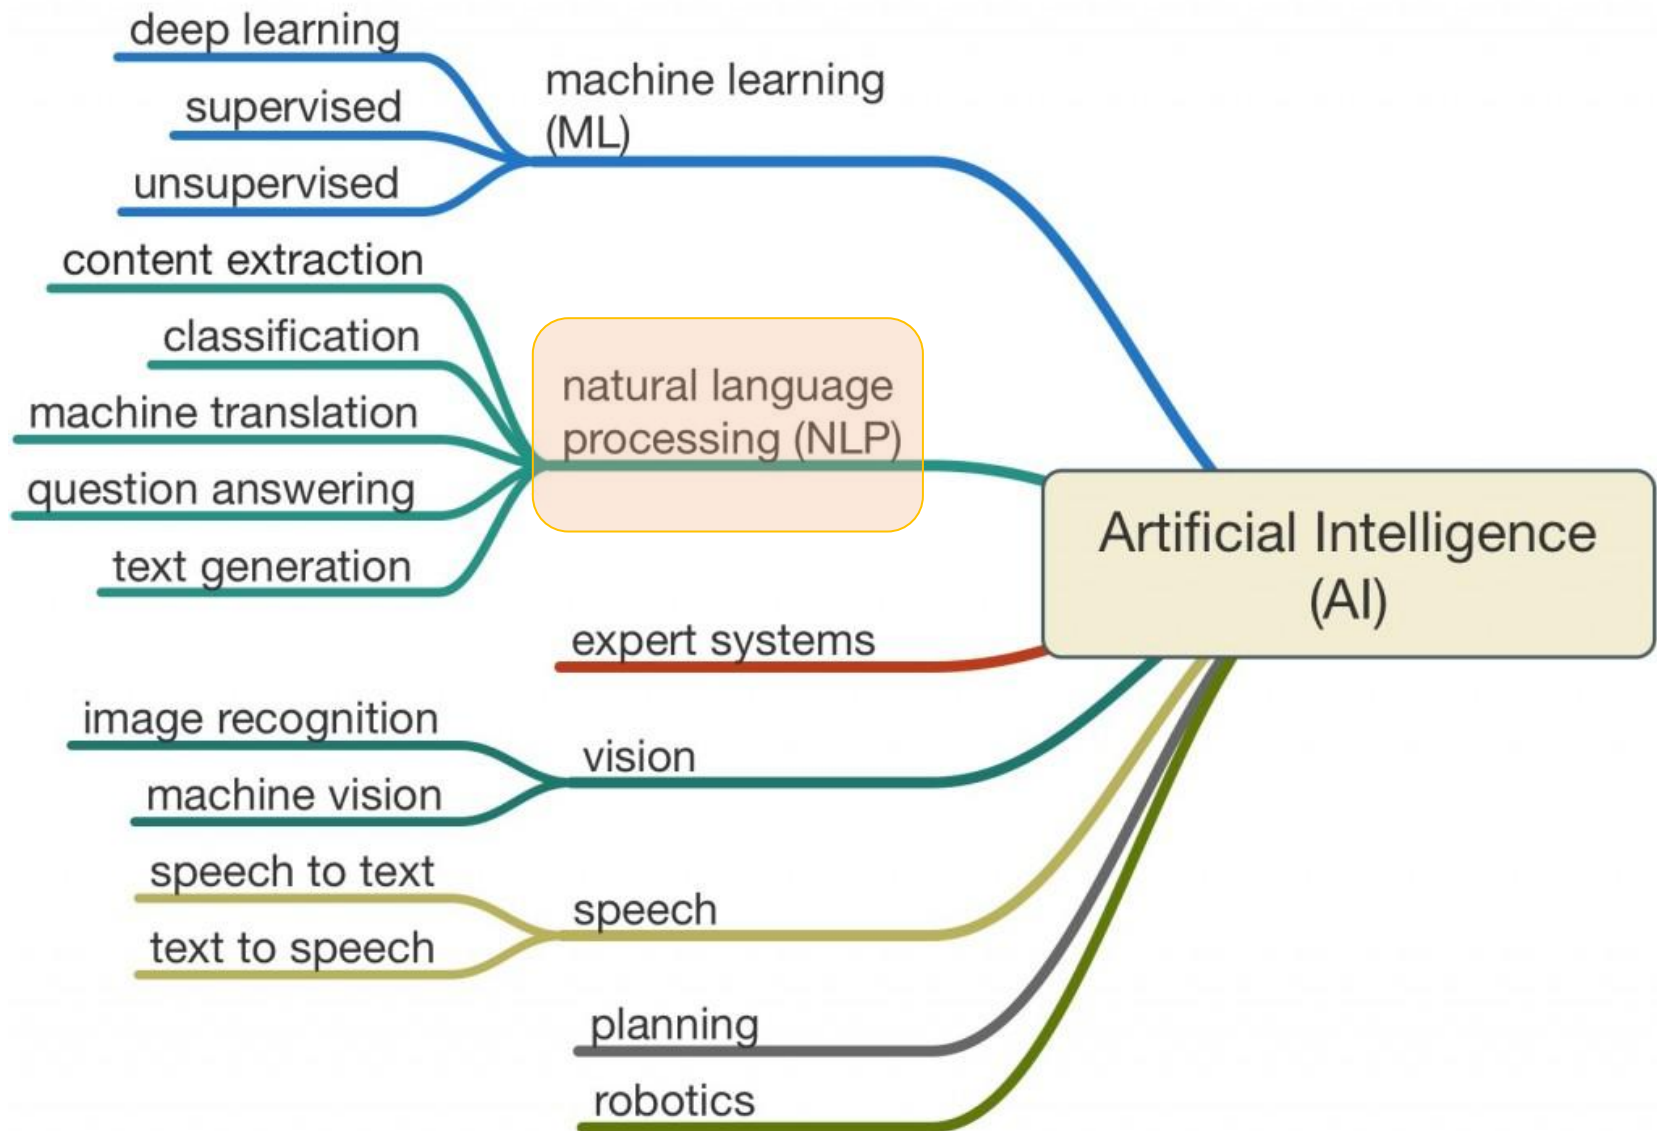 deep learning
supervised
unsupervised
machine learning
(ML)
content extraction
classification
machine translation
question answering
text generation
natural language
processing (NLP)
expert systems
image recognition
machine vision
vision
speech to text
text to speech
speech
planning
robotics
Artificial Intelligence
(AI)